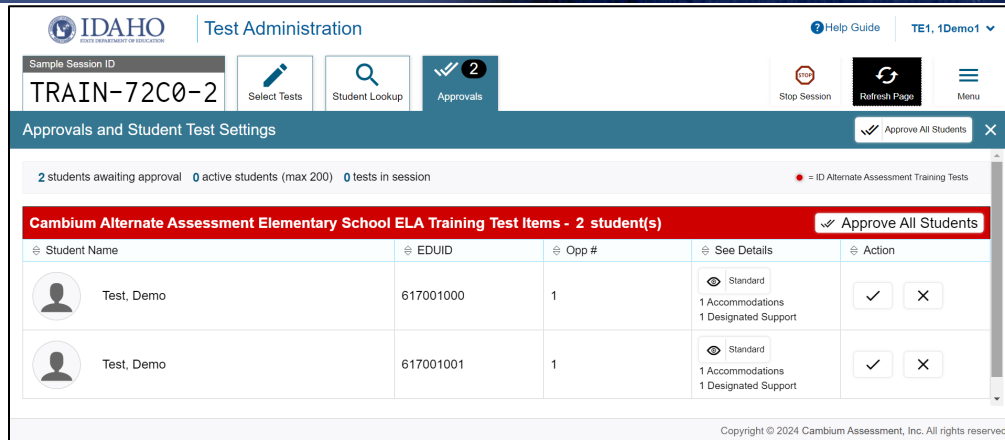 IDAHO
STATE DEPARTMENT OF EDUCATION
Test Administration
?Help Guide
TE1, 1Demo1
Sample Session ID
TRAIN-72C0-2
Select Tests
Student Lookup
2
Approvals
STOP
Stop Session
Refresh Page
Menu
Approvals and Student Test Settings
Approve All Students
2 students awaiting approval 0 active students (max 200) 0 tests in session
= ID Alternate Assessment Training Tests
Cambium Alternate Assessment Elementary School ELA Training Test Items - 2 student(s)
Approve All Students
Student Name EDUID Opp # See Details Action
Test, Demo 617001000 1 Standard
1 Accommodations
1 Designated Support
Test, Demo 617001001 1 Standard
1 Accommodations
1 Designated Support
Copyright © 2024 Cambium Assessment, Inc. All rights reserved